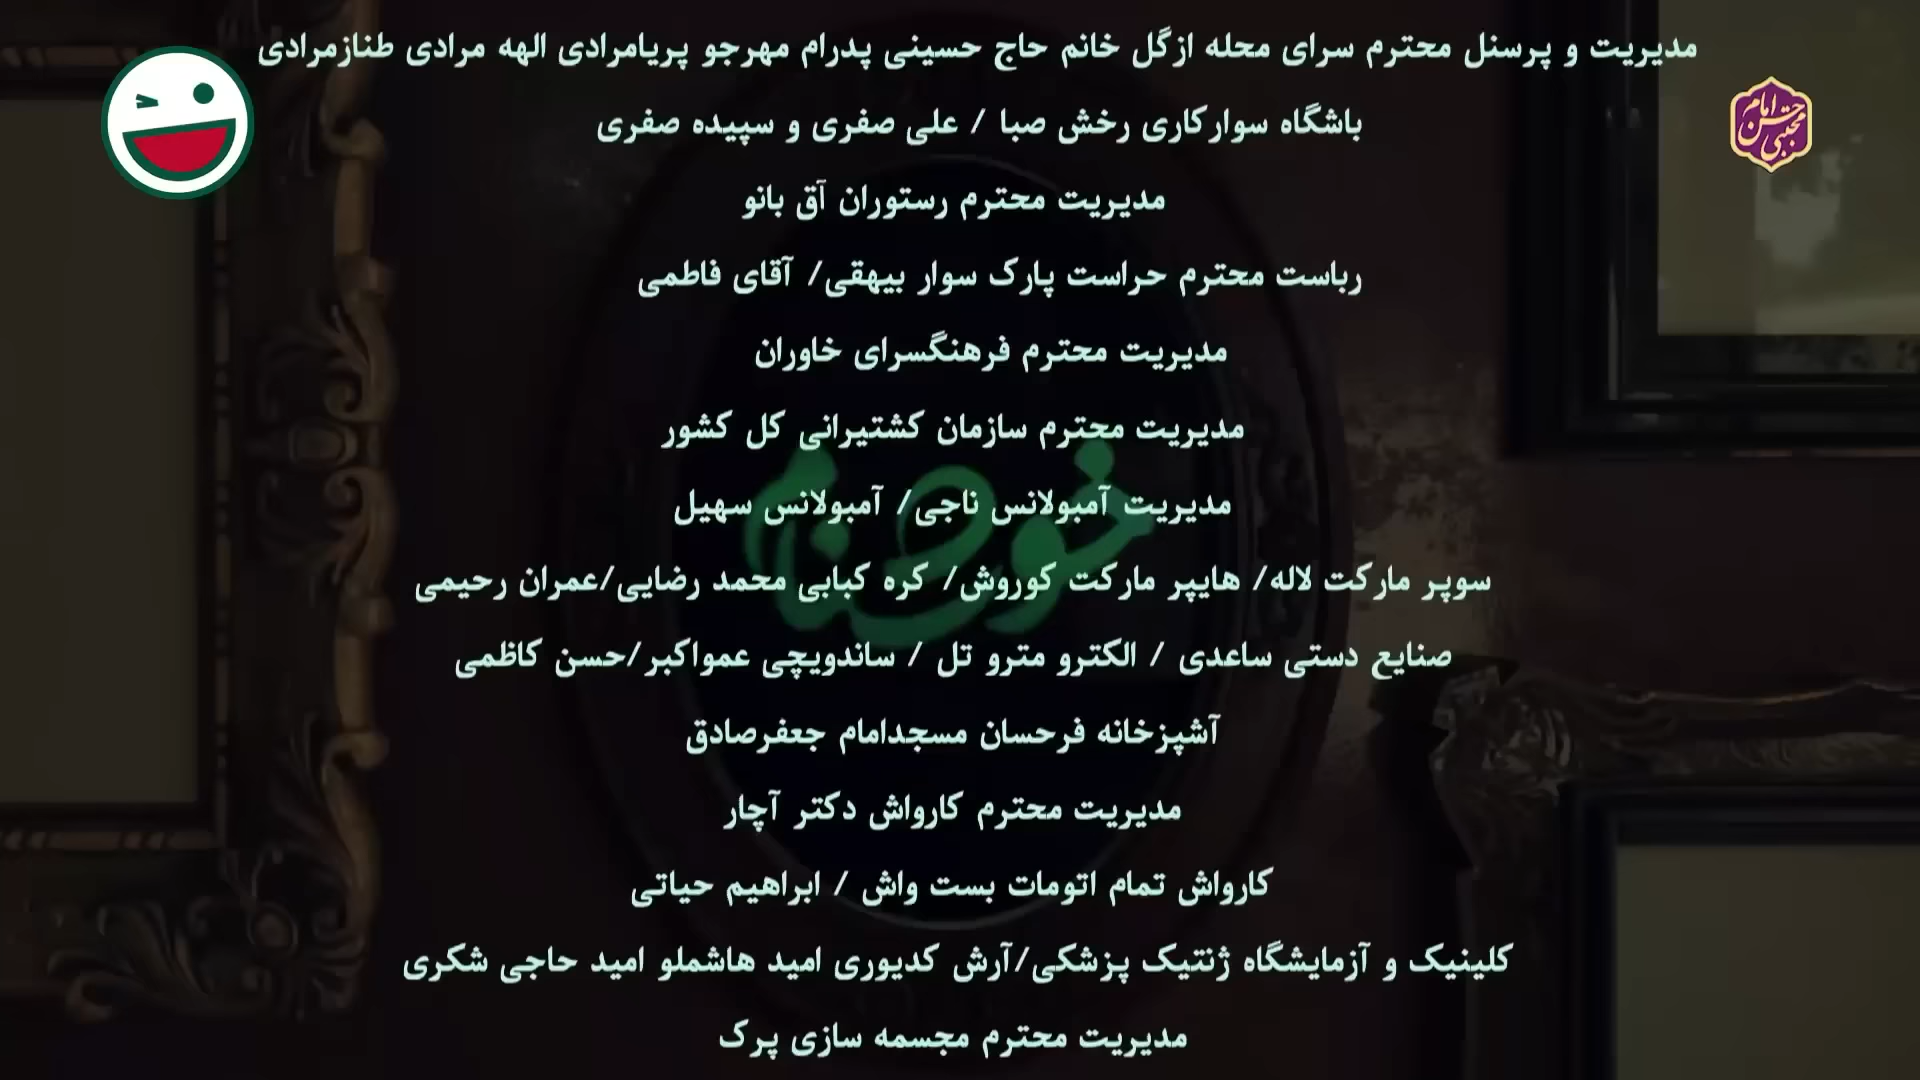 مدیریت و پرسنل محترم سرای محله ازگل خانم حاج حسینی پدرام مهرجو پریامرادی الهه مرادی طنازمرادی
امام حسن مجتبی
باشگاه سوارکاری رخش صبا / علی صفری و سپیده صفری
مدیریت محترم رستوران آق بانو
رباست محترم حراست پارک سوار بیهقی/ آقای فاطمی
مدیریت محترم فرهنگسرای خاوران
مدیریت محترم سازمان کشتیرانی کل کشور
خوشنام
مدیریت آمبولانس ناجی/ آمبولانس سهیل
سوپر مارکت لاله/ هایپر مارکت کوروش/ کره کبابی محمد رضایی/عمران رحیمی
صنایع دستی ساعدی / الکترو مترو تل / ساندویچی عمواکبر/حسن کاظمی
آشپزخانه فرحسان مسجدامام جعفرصادق
مدیریت محترم کارواش دکتر آچار
کارواش تمام اتومات بست واش / ابراهیم حیاتی
کلینیک و آزمایشگاه ژنتیک پزشکی/آرش کدیوری امید هاشملو امید حاجی شکری
مدیریت محترم مجسمه سازی پرک